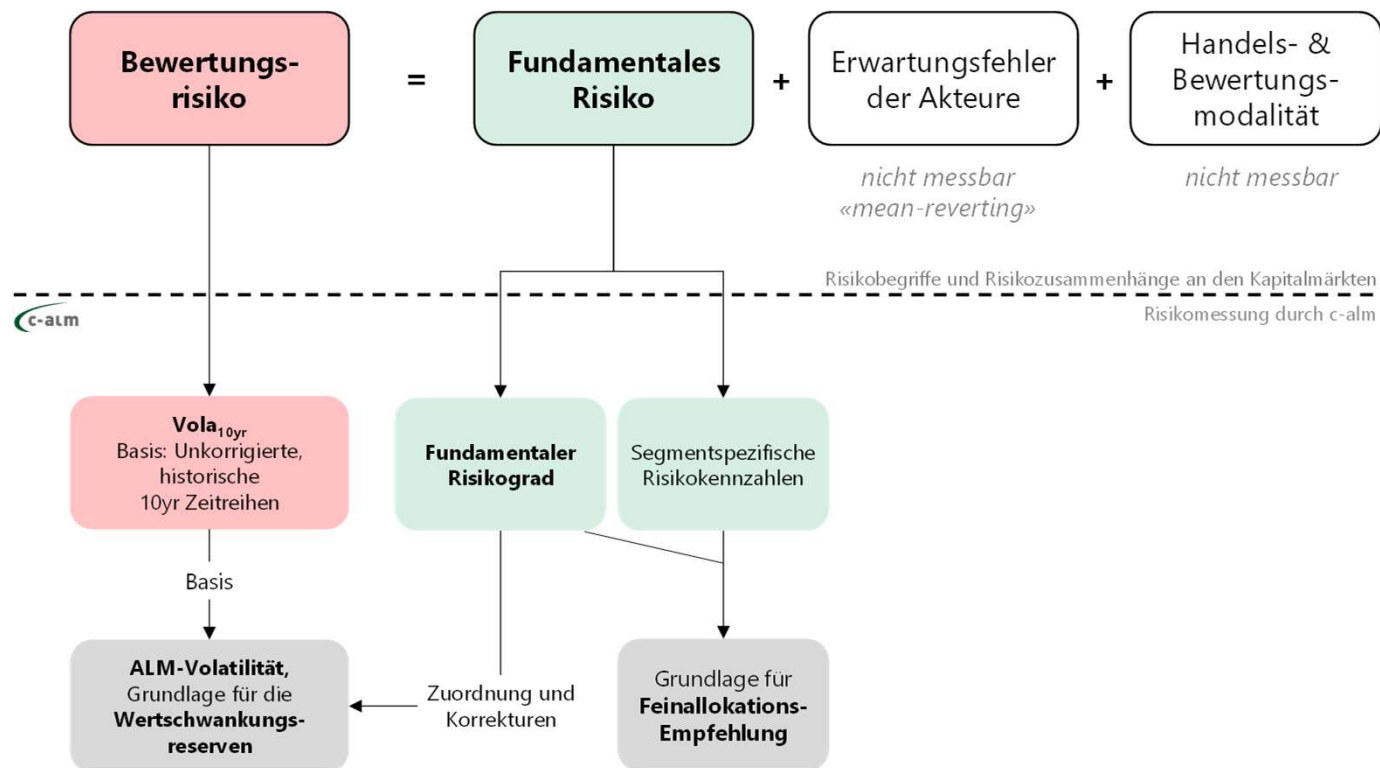 Bewertungs-
risiko
=
Fundamentales
Risiko
+
Erwartungsfehler
der Akteure
+
Handels- &
Bewertungs-
modalität
nicht messbar
«mean-reverting»
nicht messbar
Risikobegriffe und Risikozusammenhänge an den Kapitalmärkten
c-alm
Risikomessung durch c-alm
Vola10yr
Basis: Unkorrigierte,
historische
10yr Zeitreihen
Fundamentaler
Risikograd
Segmentspezifische
Risikokennzahlen
Basis
ALM-Volatilität,
Grundlage für die
Wertschwankungs-
reserven
Zuordnung und
Korrekturen
Grundlage für
Feinallokations-
Empfehlung